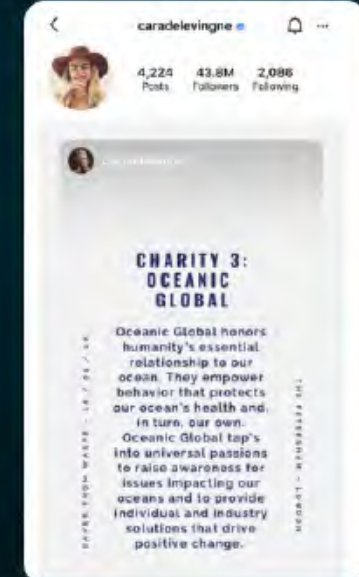 caradelevingne
4,224 43.8M 2,086
Posts Followers Following
CHARITY 3:
OCEANIC
GLOBAL
Oceanic Global honors
humanity's essential
relationship to our
ocean. They empower
behavior that protects
our ocean's health and,
in turn, our own.
Oceanic Global tap's
into universal passions
to raise awareness for
issues impacting our
oceans and to provide
individual and industry
solutions that drive
positive change.
THE PETERSHAM - LONDON